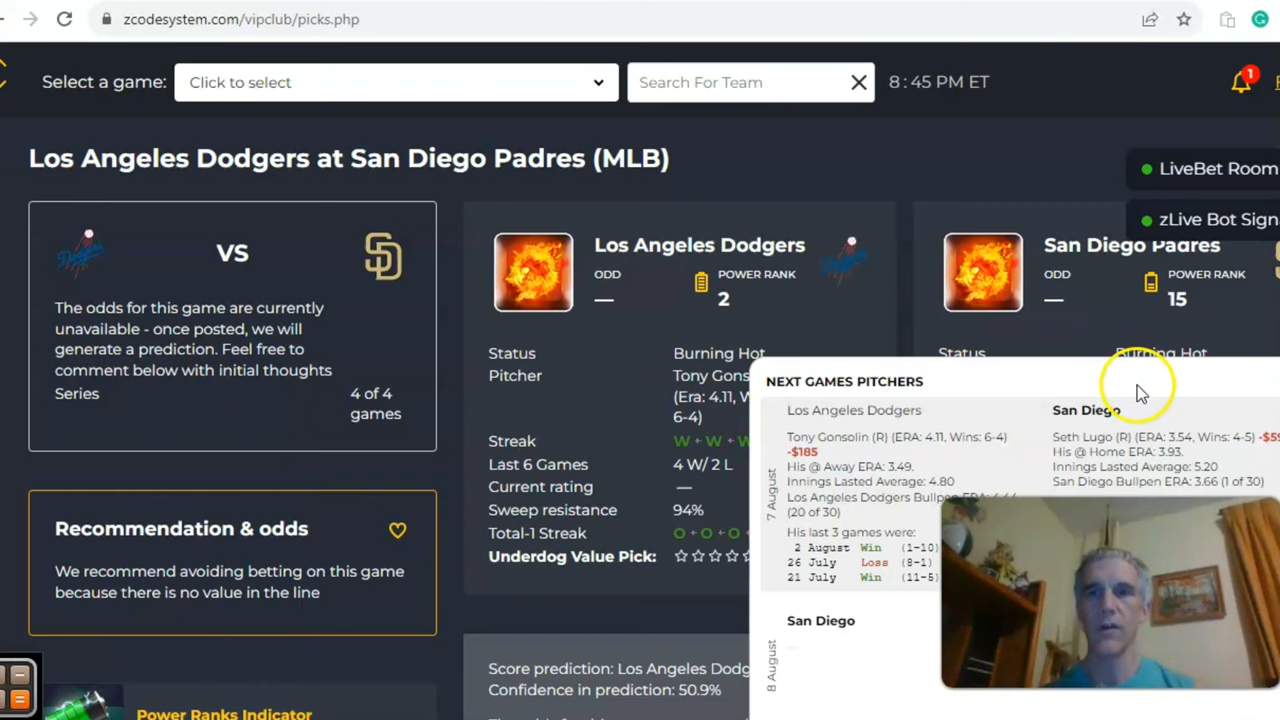 zcodesystem.com/vipclub/picks.php
1
Select a game:
Click to select
Search For Team
8:45 PM ET
Los Angeles Dodgers at San Diego Padres (MLB)
LiveBet Room
zLive Bot Sign
VS
SD
The odds for this game are currently
unavailable - once posted, we will
generate a prediction. Feel free to
comment below with initial thoughts
Series
4 of 4
games
Recommendation & odds
We recommend avoiding betting on this game
because there is no value in the line
Power Ranks Indicator
Los Angeles Dodgers
ODD
—
POWER RANK
2
Status
Burning Hot
Pitcher
Tony Gons
(Era: 4.11, W
6-4)
Streak
W - W - W
Last 6 Games
4 W/ 2 L
Current rating
—
Sweep resistance
94%
Total-1 Streak
O - O - O
Underdog Value Pick:
Score prediction: Los Angeles Dodg
Confidence in prediction: 50.9%
San Diego Padres
ODD
—
POWER RANK
15
Status
Burning Hot
NEXT GAMES PITCHERS
7 August
Los Angeles Dodgers
Tony Gonsolin (R) (ERA: 4.11, Wins: 6-4)
-$185
His @ Away ERA: 3.49.
Innings Lasted Average: 4.80
Los Angeles Dodgers Bullpen
(20 of 30)
His last 3 games were:
2 August Win (1-10)
26 July Loss (8-1)
21 July Win (11-5)
San Diego
Seth Lugo (R) (ERA: 3.54, Wins: 4-5) -$59
His @ Home ERA: 3.93.
Innings Lasted Average: 5.20
San Diego Bullpen ERA: 3.66 (1 of 30)
8 August
San Diego